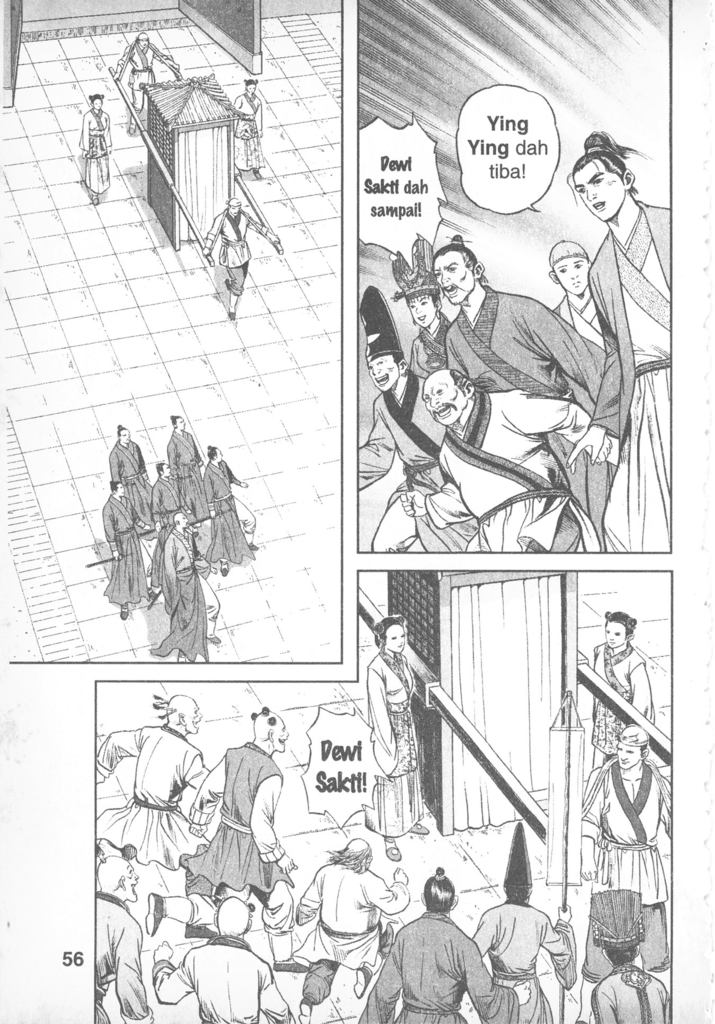 Ying
Ying dah
tiba!
Dewi
Sakti dah
sampai!
Dewi
Sakti!
56